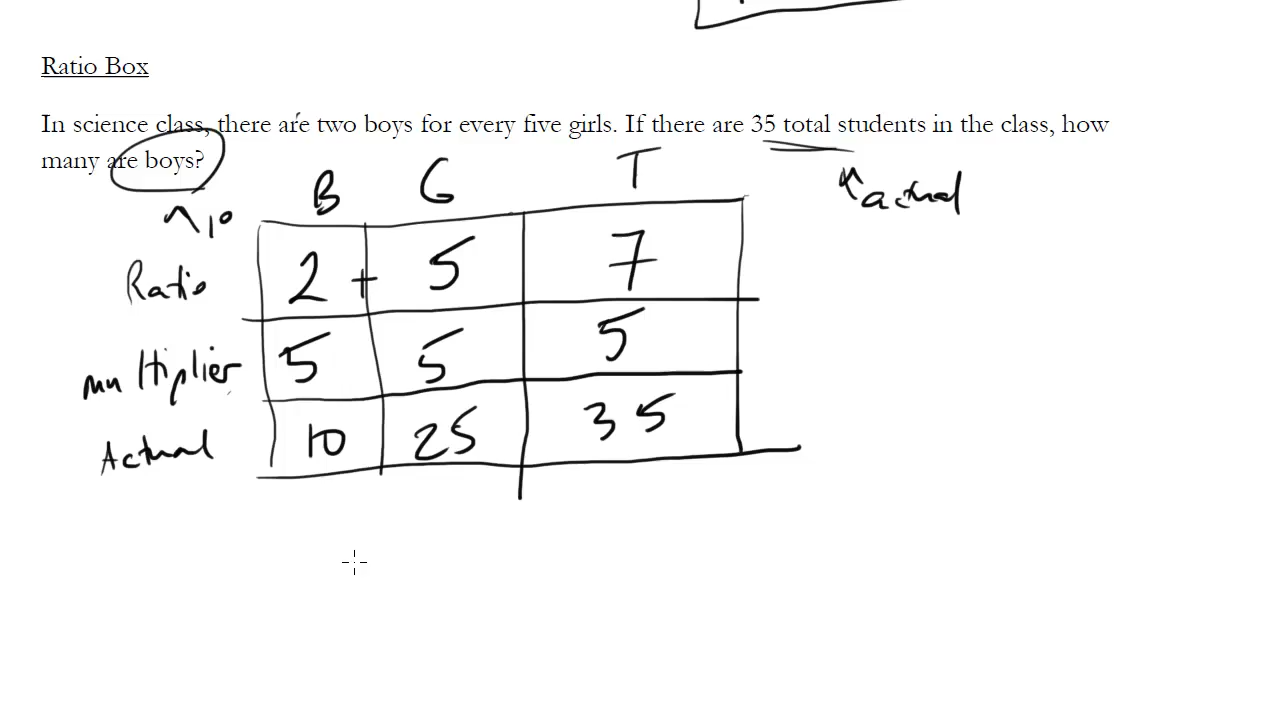 Ratio Box
In science class, there are two boys for every five girls. If there are 35 total students in the class, how
many are boys?
B G T
actual
10
Ratio 2 + 5 7
multiplier 5 5 5
Actual 10 25 35